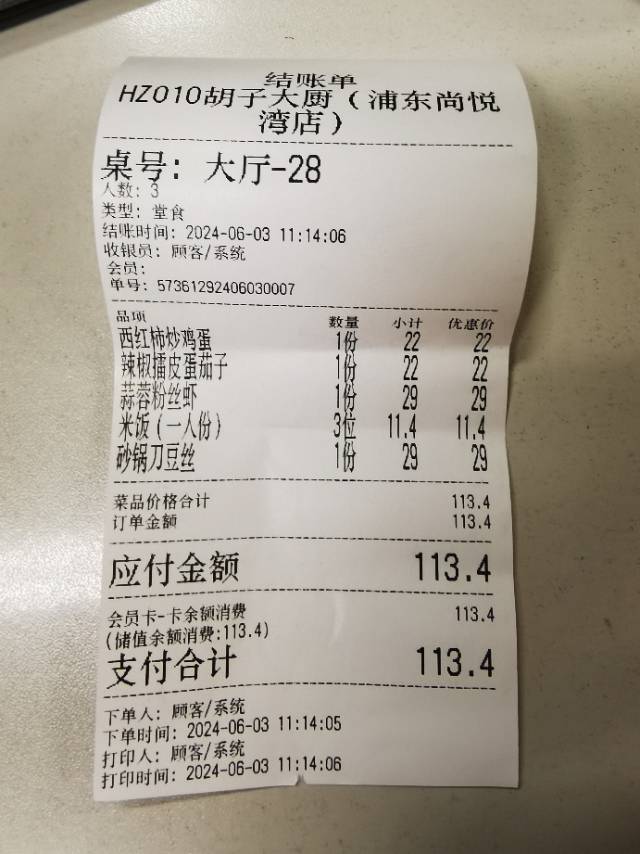 结账单
HZ010胡子大厨（浦东尚悦
湾店）
桌号：大厅-28
人数：3
类型：堂食
结账时间：2024-06-03 11:14:06
收银员：顾客/系统
会员：
单号：57361292406030007
品项 数量 小计 优惠价
西红柿炒鸡蛋 1份 22 22
辣椒擂皮蛋茄子 1份 22 22
蒜蓉粉丝虾 1份 29 29
米饭（一人份） 3位 11.4 11.4
砂锅刀豆丝 1份 29 29
菜品价格合计 113.4
订单金额 113.4
应付金额 113.4
会员卡-卡余额消费 113.4
(储值余额消费:113.4)
支付合计 113.4
下单人：顾客/系统
下单时间：2024-06-03 11:14:05
打印人：顾客/系统
打印时间：2024-06-03 11:14:06